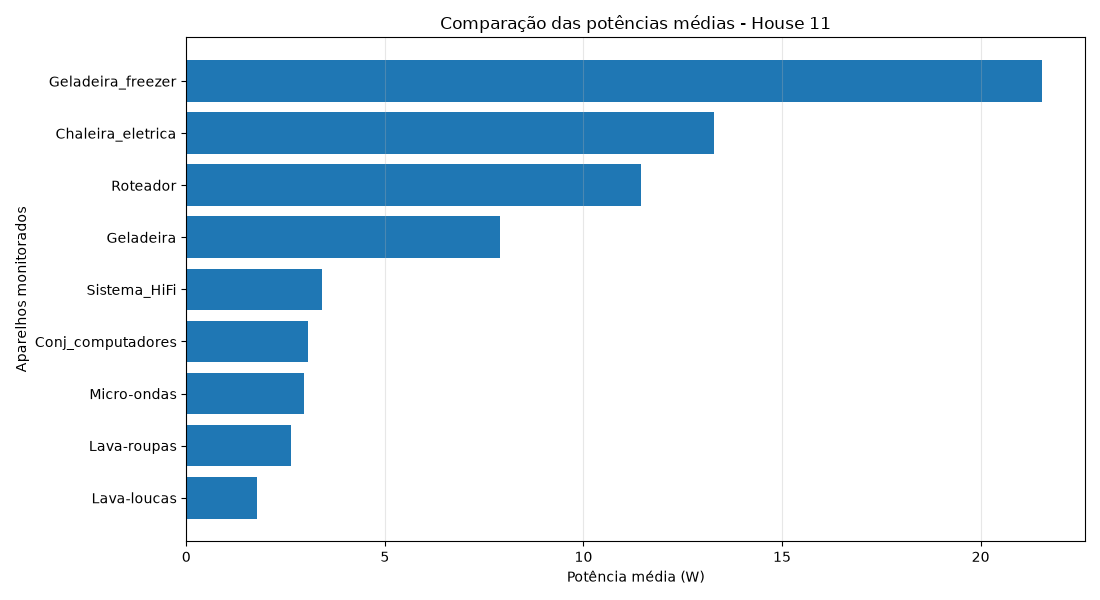 Comparação das potências médias - House 11
Aparelhos monitorados
Geladeira_freezer
Chaleira_eletrica
Roteador
Geladeira
Sistema_HiFi
Conj_computadores
Micro-ondas
Lava-roupas
Lava-loucas
0 5 10 15 20
Potência média (W)